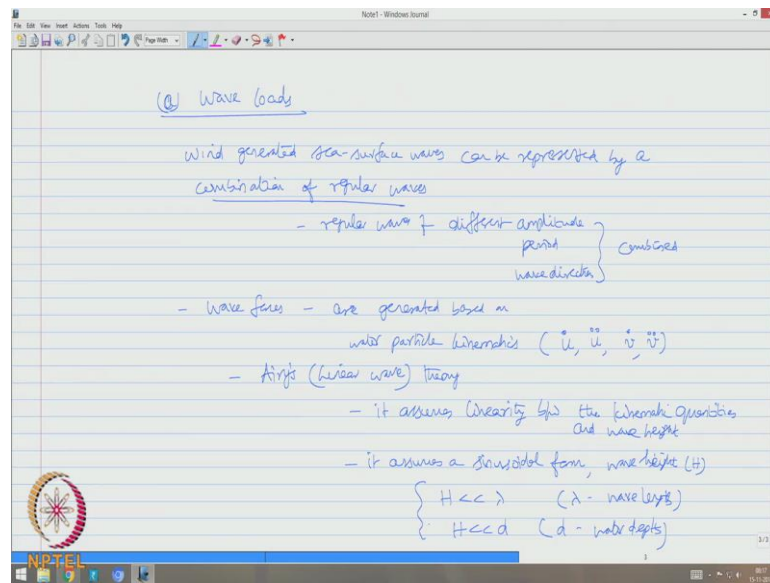 Note1 - Windows Journal
File Edit View Insert Actions Tools Help
Page Width
(a) Wave loads
Wind generated sea-surface waves can be represented by a
combination of regular waves
- regular wave of different amplitude
period
wave direction
combined
- Wave forces - are generated based on
water particle kinematics ( u̇, ü, v̇, v̈ )
- Airy's (Linear wave) theory
- it assumes linearity b/w the kinematic quantities
and wave height
- it assumes a sinusoidal form, wave height (H)
H << λ (λ - wave length)
H << d (d - water depth)
NPTEL
3/3
3